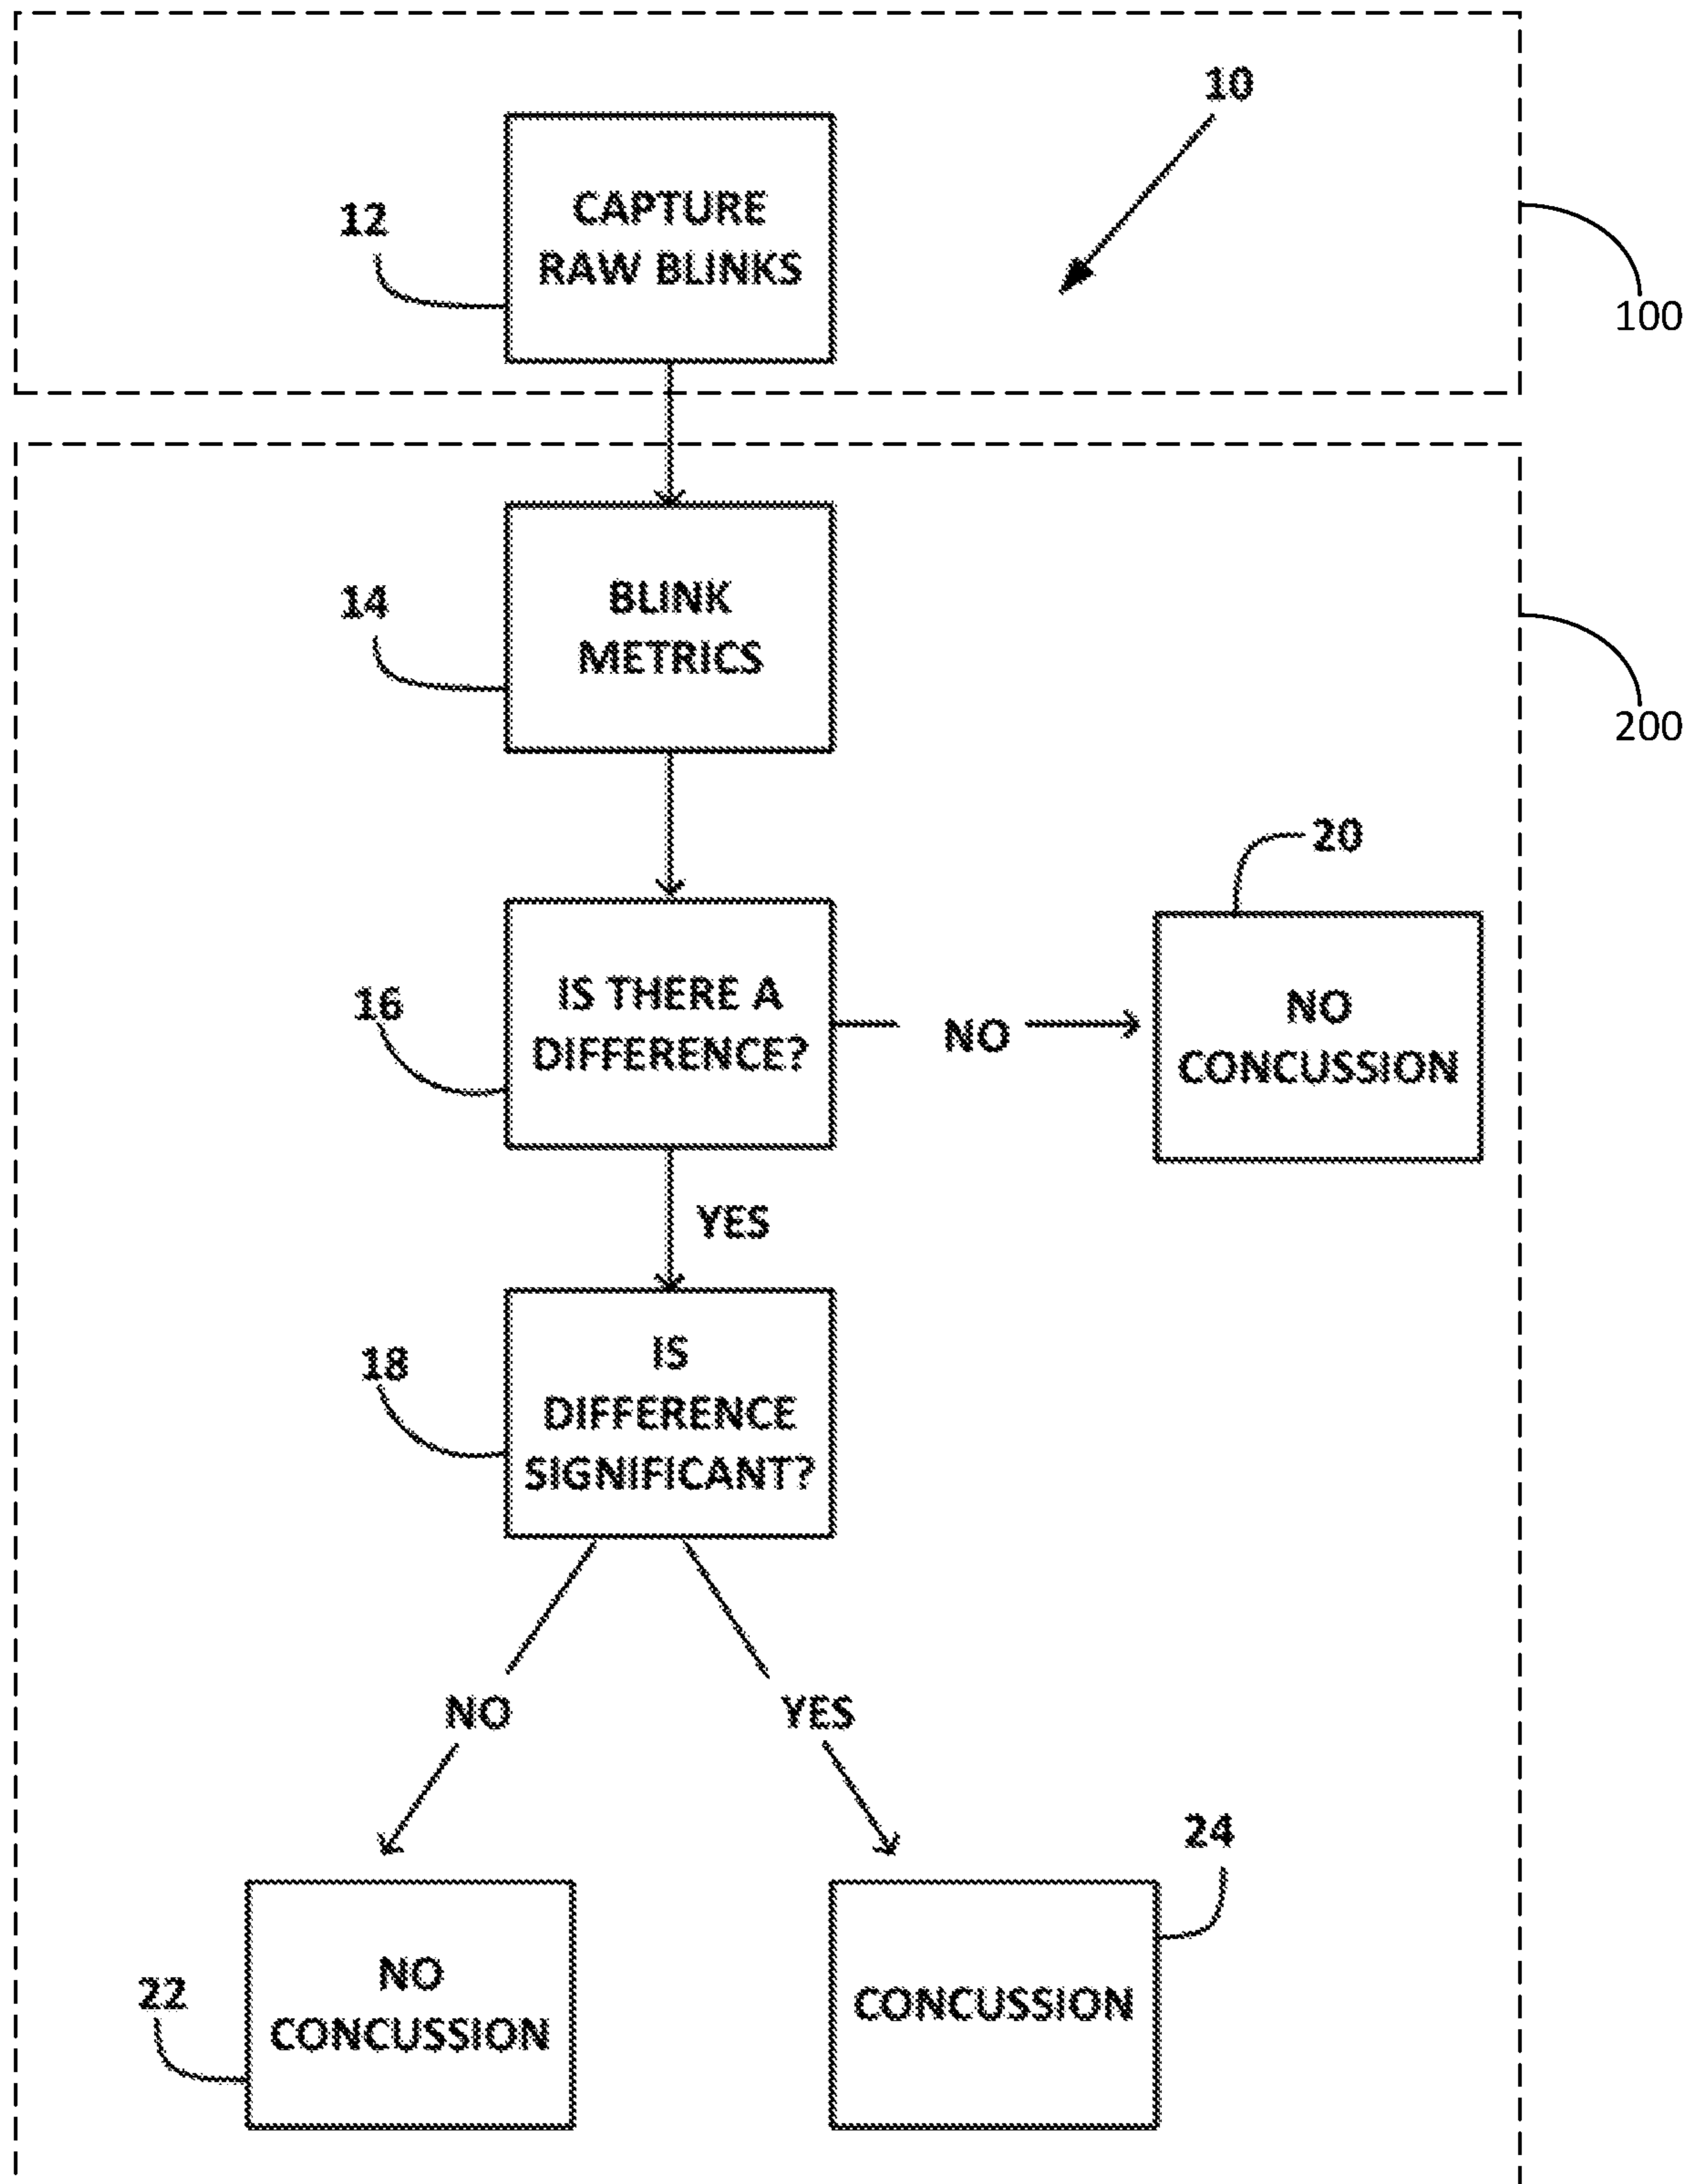 10
12
CAPTURE
RAW BLINKS
100
14
BLINK
METRICS
200
20
16
IS THERE A
DIFFERENCE?
NO
NO
CONCUSSION
YES
18
IS
DIFFERENCE
SIGNIFICANT?
NO
YES
24
22
NO
CONCUSSION
CONCUSSION